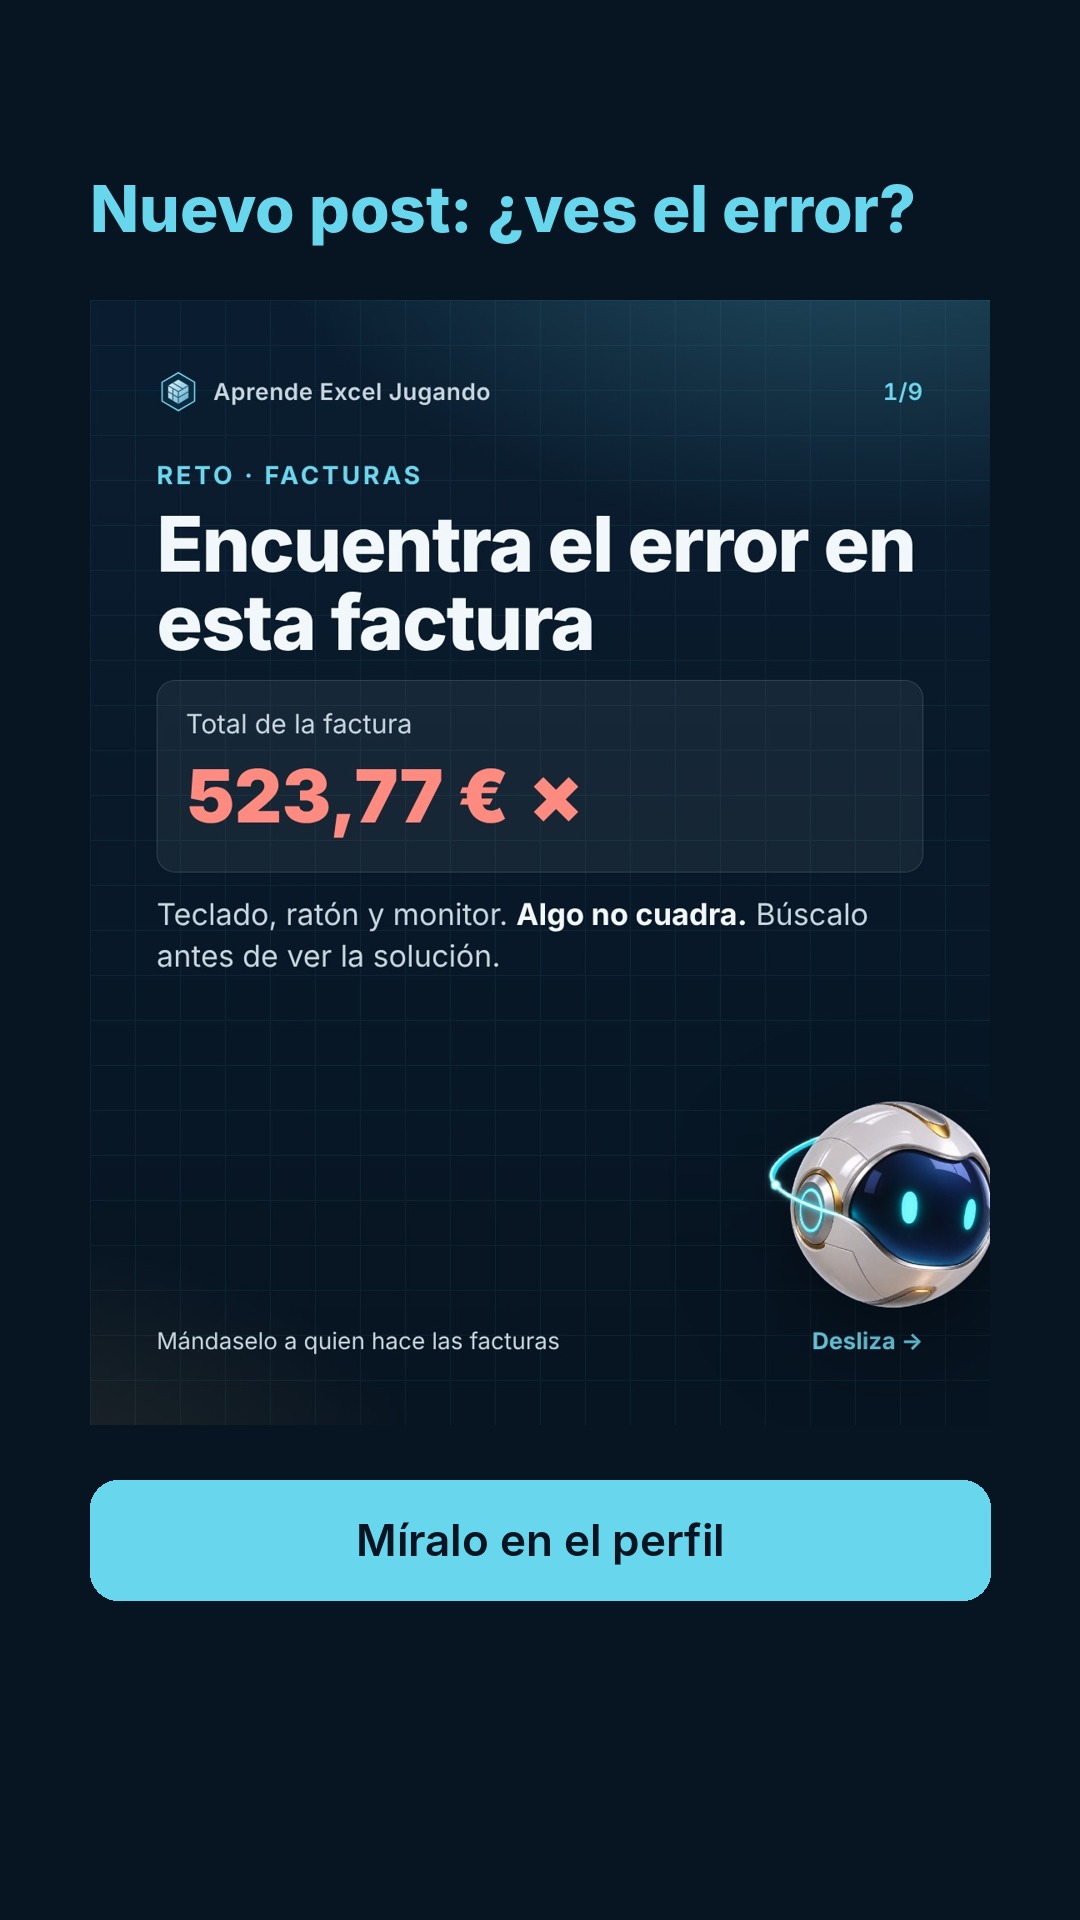 Nuevo post: ¿ves el error?
Aprende Excel Jugando
1/9
RETO · FACTURAS
Encuentra el error en
esta factura
Total de la factura
523,77 € ×
Teclado, ratón y monitor. Algo no cuadra. Búscalo
antes de ver la solución.
Mándaselo a quien hace las facturas
Desliza →
Míralo en el perfil